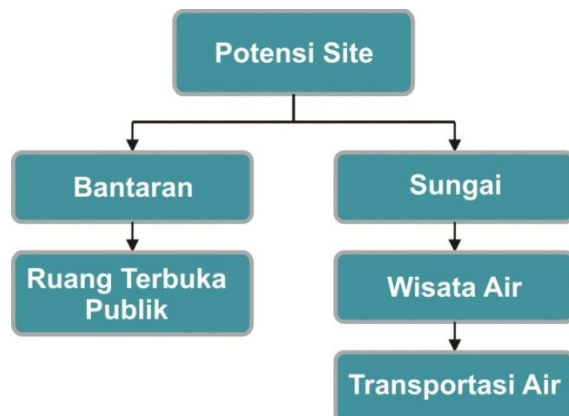 Potensi Site
Bantaran
Sungai
Ruang Terbuka
Publik
Wisata Air
Transportasi Air